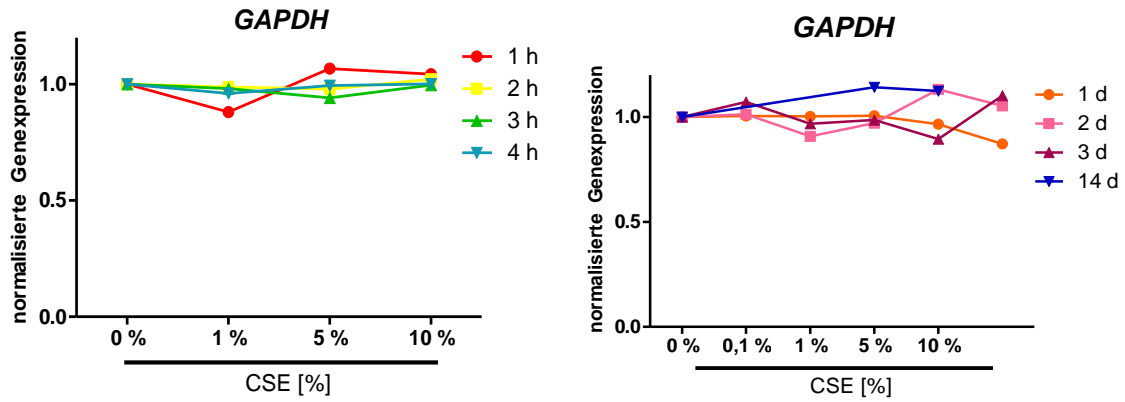 GAPDH
normalisierte Genexpression
1.0
0.5
0.0
0 % 1 % 5 % 10 %
CSE [%]
1 h
2 h
3 h
4 h
GAPDH
normalisierte Genexpression
1.0
0.5
0.0
0 % 0,1 % 1 % 5 % 10 %
CSE [%]
1 d
2 d
3 d
14 d